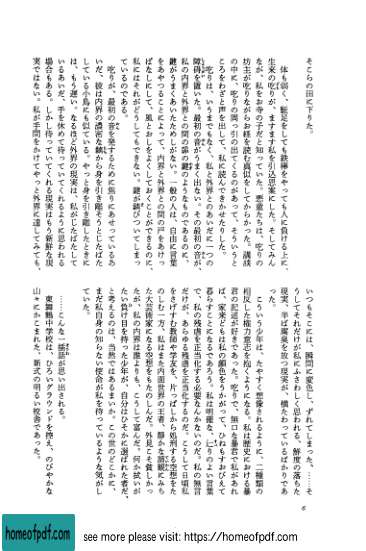 そこらの田に下りた。
体も弱く、駈足をしても鉄棒をやっても人に負ける上に、
生来の吃りが、ますます私を引込思案にした。そしてみん
なが、私をお寺の子だと知っていた。悪童たちは、吃りの
坊主が吃りながらお経を読む真似をしてからかった。講談
の中に、吃りの岡っ引の出てくるのがあって、そういうと
ころをわざと声を出して、私に読んできかせたりした。
吃りは、いうまでもなく、私と外界とのあいだに一つの
障碍を置いた。最初の音がうまく出ない。その最初の音が、
私の内界と外界との間の扉の鍵のようなものであるのに、
鍵がうまくあいたためしがない。一般の人は、自由に言葉
をあやつることによって、内界と外界との間の戸をあけっ
ぱなしにして、風とおしをよくしておくことができるのに、
私にはそれがどうしてもできない。鍵が錆びついてしまっ
ているのである。
吃りが、最初の音を発するために焦りにあせっているあ
いだ、彼は内界の濃密な黐から身を引き離そうとじたばた
している小鳥にも似ている。やっと身を引き離したときに
は、もう遅い。なるほど外界の現実は、私がじたばたして
いるあいだ、手を休めて待っていてくれるように思われる
場合もある。しかし待っていてくれる現実はもう新鮮な現
実ではない。私が手間をかけてやっと外界に達してみても、
いつもそこには、瞬間に変色し、ずれてしまった、……そ
うしてそれだけが私にふさわしく思われる、鮮度の落ちた
現実、半ば腐臭を放つ現実が、横たわっているばかりであ
った。
こういう少年は、たやすく想像されるように、二種類の
相反した権力意志を抱くようになる。私は歴史における暴
君の記述が好きであった。吃りで、無口な暴君で私があれ
ば、家来どもは私の顔色をうかがって、ひねもすおびえて
暮らすことになるであろう。私は明確な、辷りのよい言葉
で、私の残虐を正当化する必要なんかないのだ。私の無言
だけが、あらゆる残虐を正当化するのだ。こうして日頃私
をさげすむ教師や学友を、片っぱしから処刑する空想をた
のしむ一方、私はまた内面世界の王者、静かな諦観にみち
た大芸術家になる空想をもたのしんだ。外見こそ貧しかっ
たが、私の内界は誰よりも、こうして富んだ。何か拭いが
たい負け目を持った少年が、自分はひそかに選ばれた者だ、
と考えるのは、当然ではあるまいか。この世のどこかに、
まだ私自身の知らない使命が私を待っているような気がし
ていた。
……こんな一挿話が思い出される。
東舞鶴中学校は、ひろいグラウンドを控え、のびやかな
山々にかこまれた、新式の明るい校舎であった。
6
homeofpdf.com
see more please visit: https://homeofpdf.com